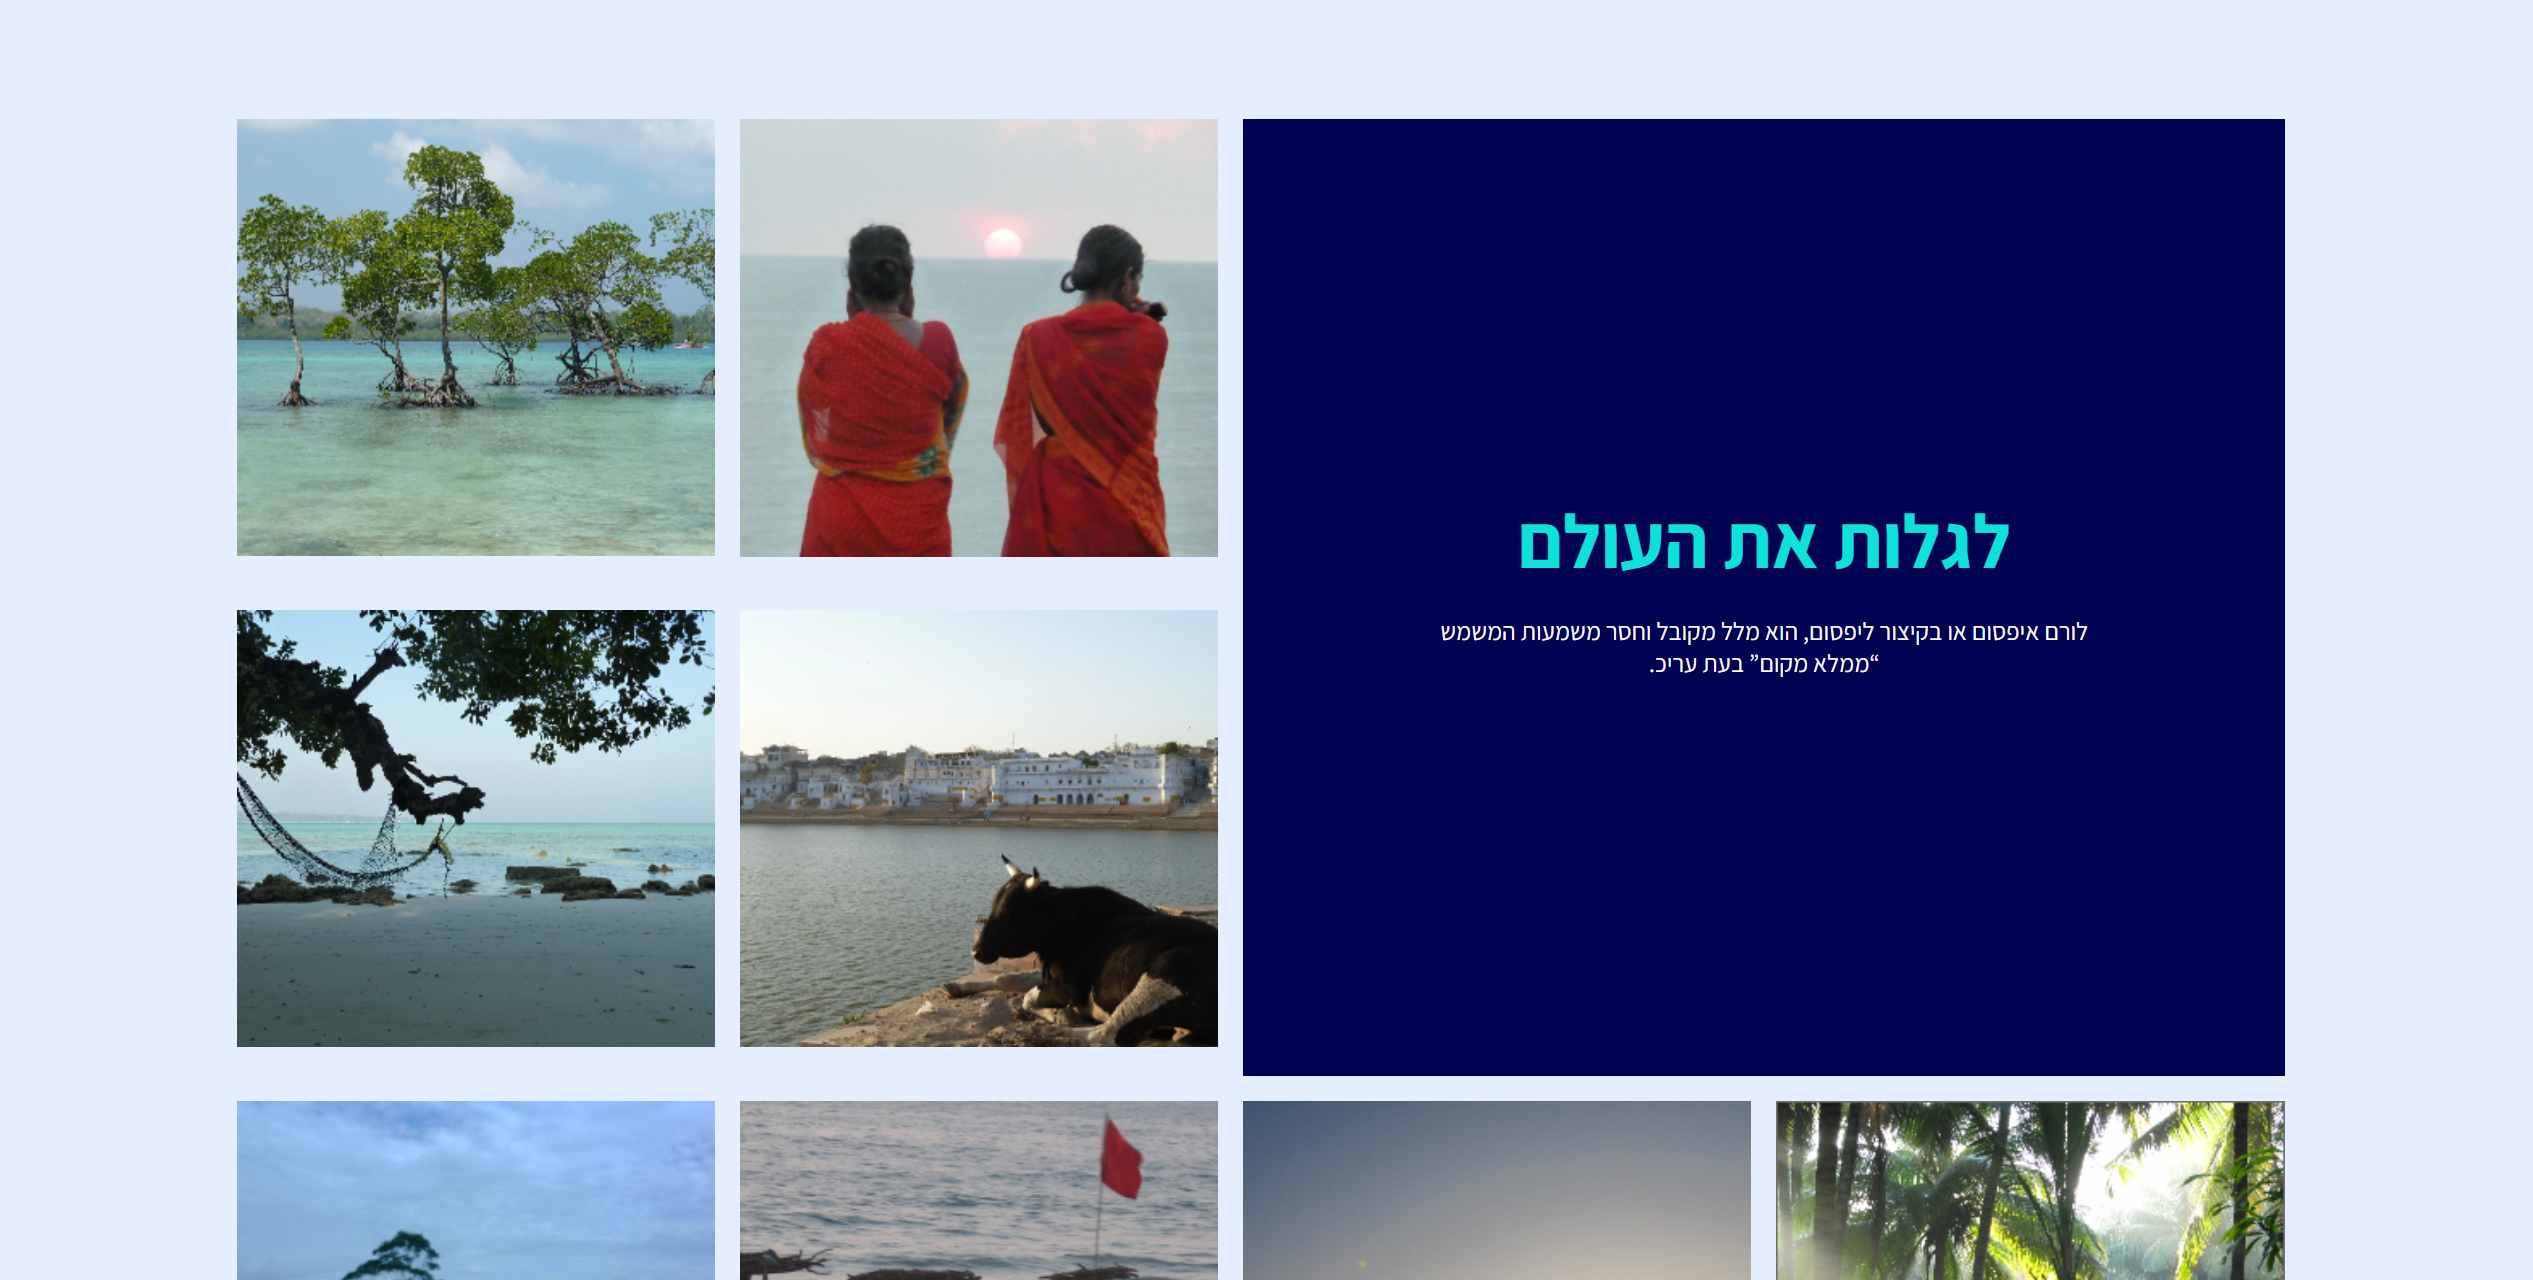 לגלות את העולם
לורם איפסום או בקיצור ליפסום, הוא מלל מקובל וחסר משמעות המשמש
“ממלא מקום” בעת עריכ.